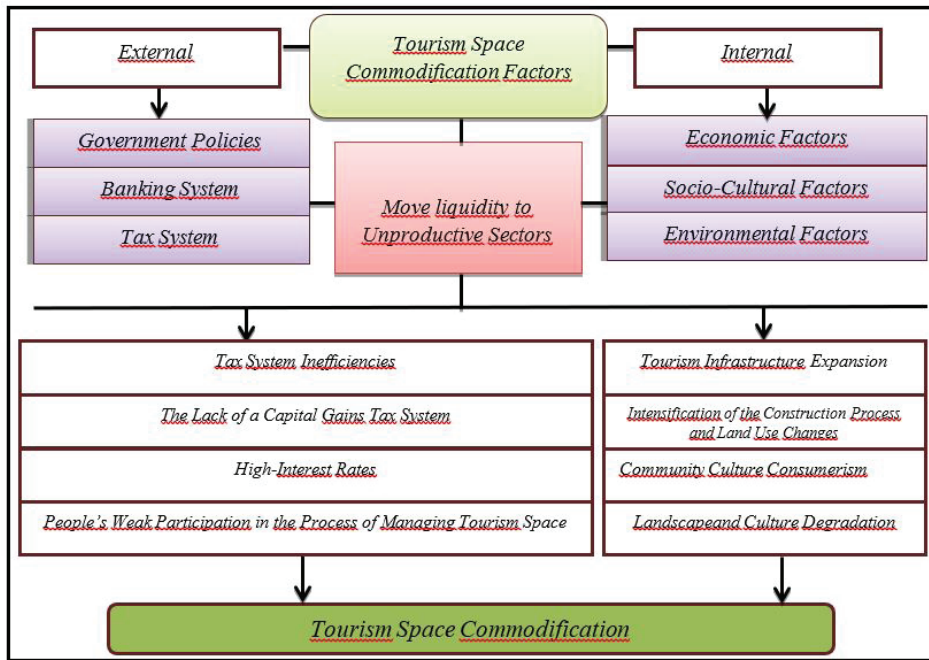 External
Tourism Space
Commodification Factors
Internal
Government Policies
Banking System
Tax System
Move liquidity to
Unproductive Sectors
Economic Factors
Socio-Cultural Factors
Environmental Factors
Tax System Inefficiencies
The Lack of a Capital Gains Tax System
High-Interest Rates
People’s Weak Participation in the Process of Managing Tourism Space
Tourism Infrastructure Expansion
Intensification of the Construction Process
and Land Use Changes
Community Culture Consumerism
Landscapeand Culture Degradation
Tourism Space Commodification